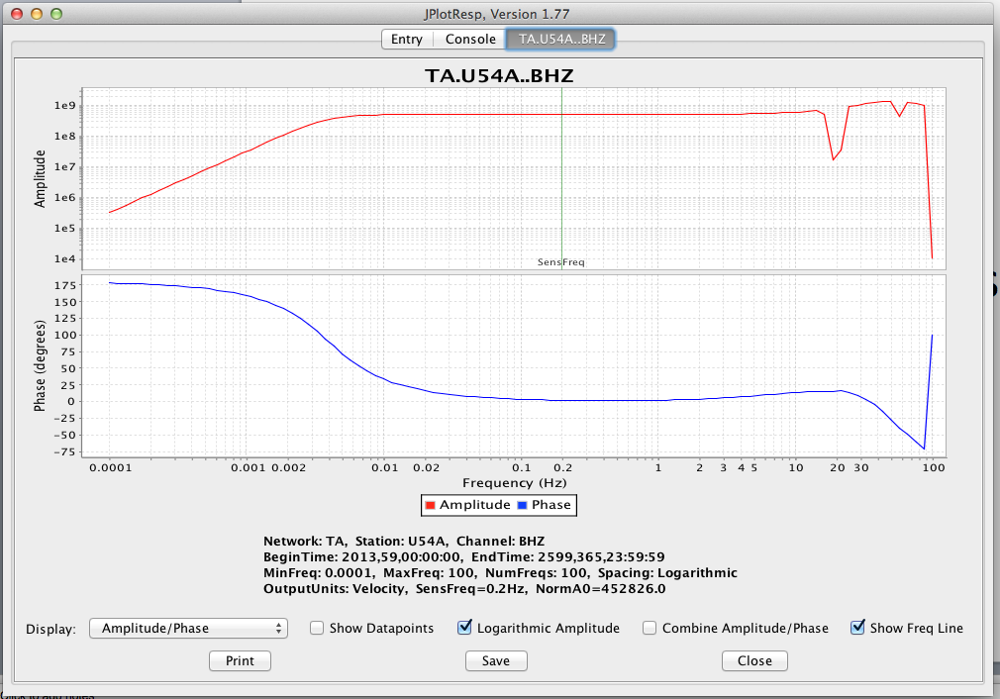 JPlotResp, Version 1.77
Entry Console TA.U54A..BHZ
TA.U54A..BHZ
Amplitude
1e9
1e8
1e7
1e6
1e5
1e4
SensFreq
Phase (degrees)
175
150
125
100
75
50
25
0
-25
-50
-75
0.0001 0.001 0.002 0.01 0.02 0.1 0.2 1 2 3 4 5 10 20 30 100
Frequency (Hz)
Amplitude Phase
Network: TA, Station: U54A, Channel: BHZ
BeginTime: 2013,59,00:00:00, EndTime: 2599,365,23:59:59
MinFreq: 0.0001, MaxFreq: 100, NumFreqs: 100, Spacing: Logarithmic
OutputUnits: Velocity, SensFreq=0.2Hz, NormA0=452826.0
Display: Amplitude/Phase Show Datapoints Logarithmic Amplitude Combine Amplitude/Phase Show Freq Line
Print Save Close